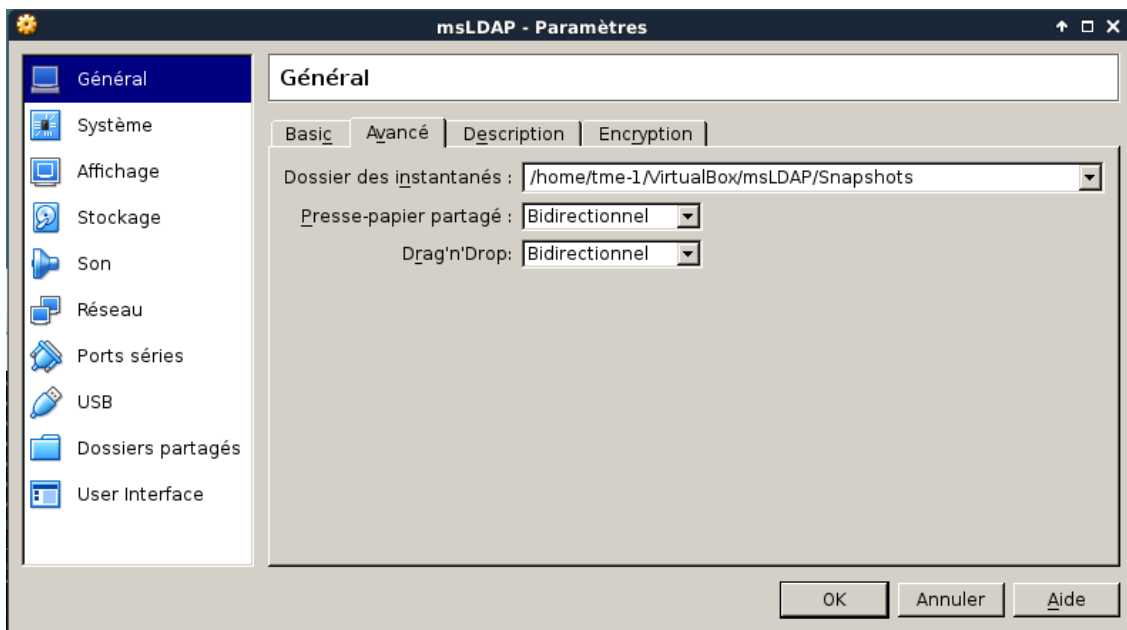 msLDAP - Paramètres
Général
Système
Affichage
Stockage
Son
Réseau
Ports séries
USB
Dossiers partagés
User Interface
Général
Basic Avancé Description Encryption
Dossier des instantanés : /home/tme-1/VirtualBox/msLDAP/Snapshots
Presse-papier partagé : Bidirectionnel
Drag'n'Drop: Bidirectionnel
OK Annuler Aide